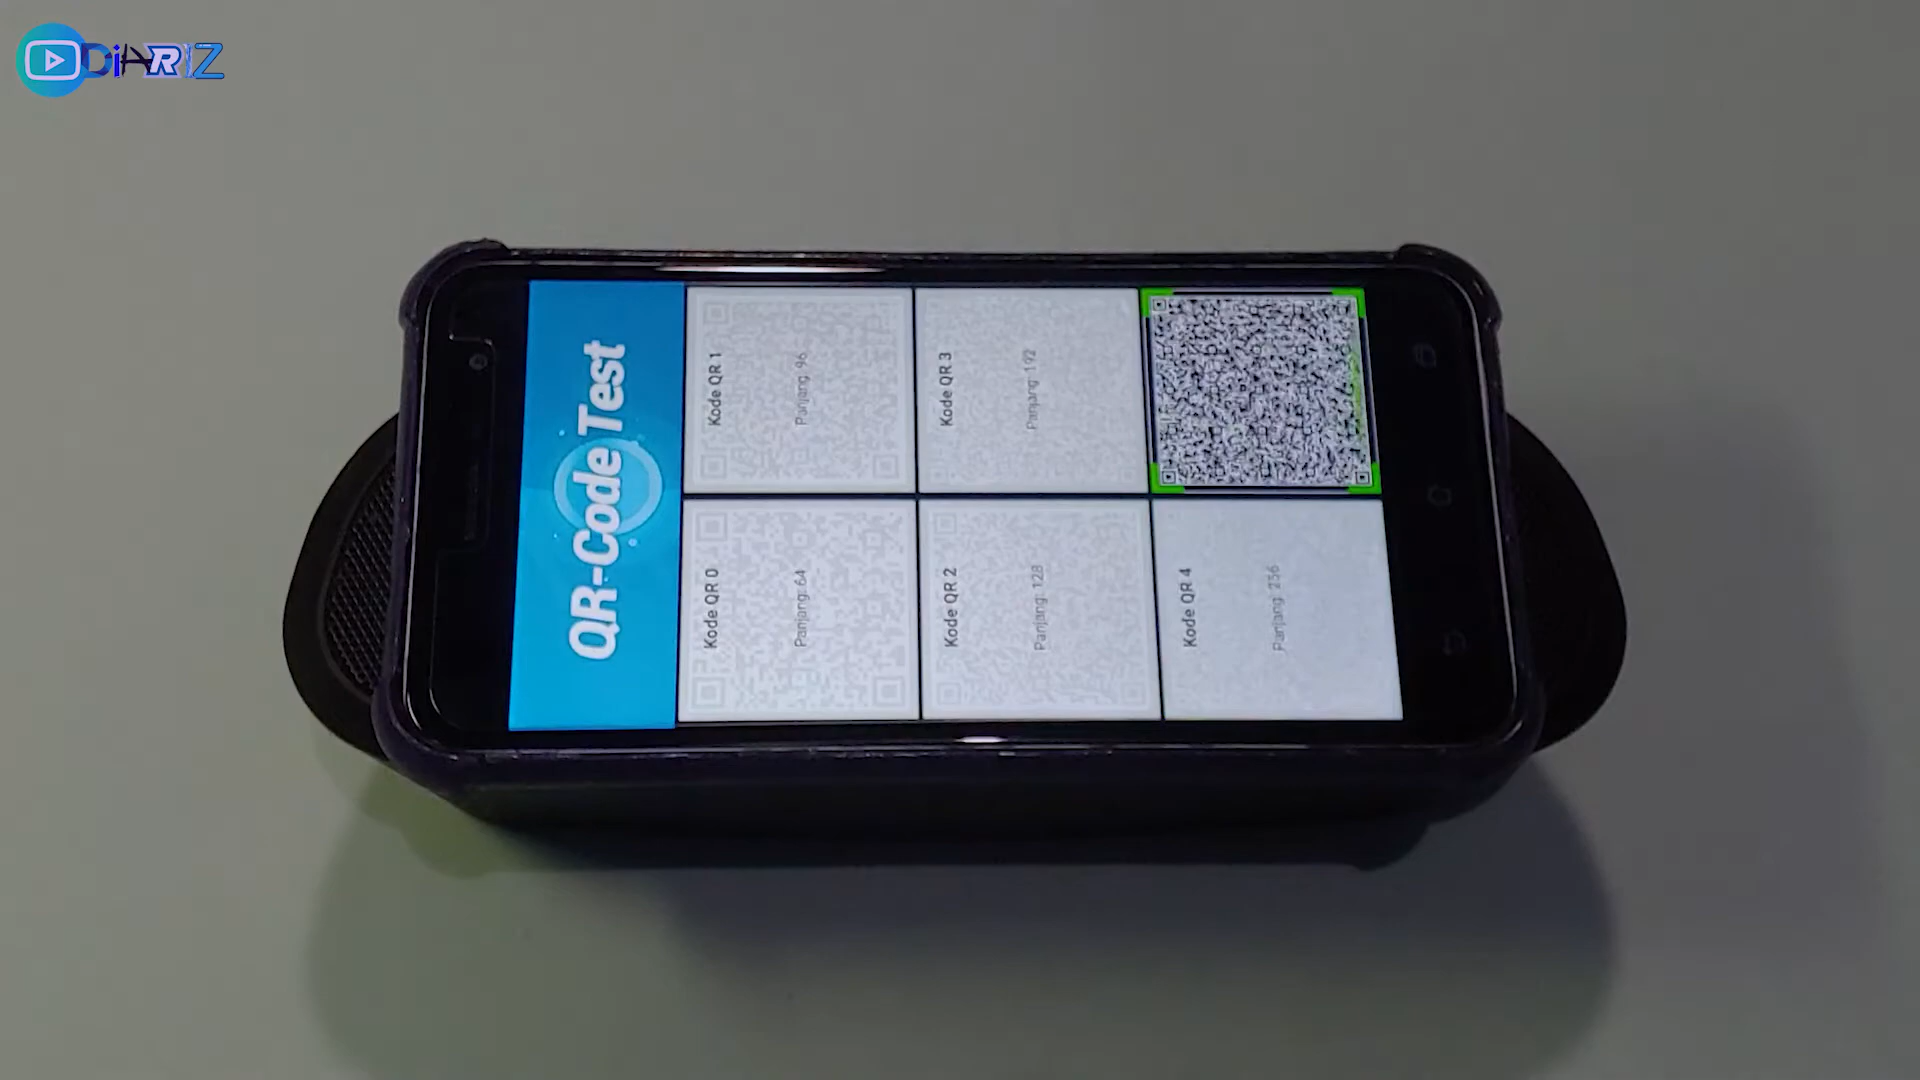 DiARIZ
QR-Code Test
Kode QR 0
Panjang: 64
Kode QR 1
Panjang: 96
Kode QR 2
Panjang: 128
Kode QR 3
Panjang: 192
Kode QR 4
Panjang: 256